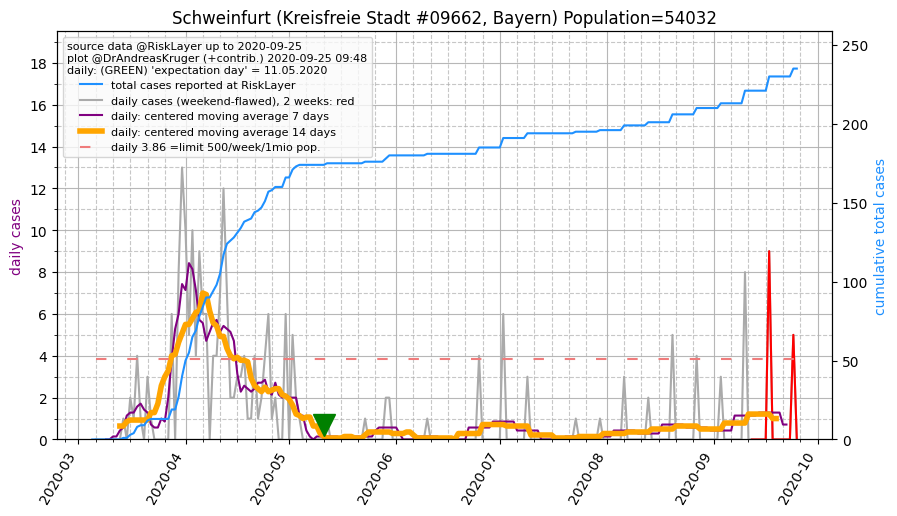 Schweinfurt (Kreisfreie Stadt #09662, Bayern) Population=54032
source data @RiskLayer up to 2020-09-25
plot @DrAndreasKruger (+contrib.) 2020-09-25 09:48
daily: (GREEN) 'expectation day' = 11.05.2020
total cases reported at RiskLayer
daily cases (weekend-flawed), 2 weeks: red
daily: centered moving average 7 days
daily: centered moving average 14 days
daily 3.86 =limit 500/week/1mio pop.
daily cases
18
16
14
12
10
8
6
4
2
0
250
200
150
100
50
0
cumulative total cases
2020-03
2020-04
2020-05
2020-06
2020-07
2020-08
2020-09
2020-10